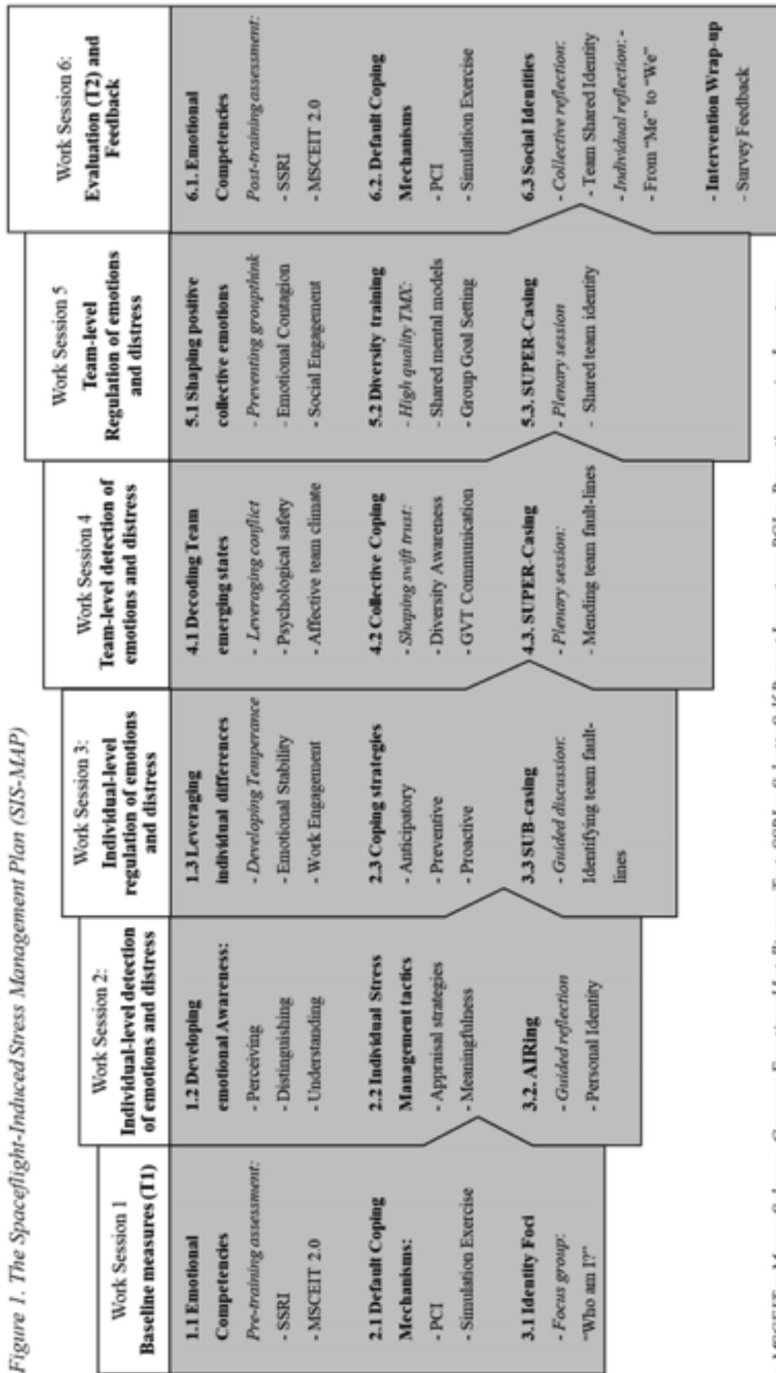 Figure 1. The Spaceflight-Induced Stress Management Plan (SIS-MAP)
Work Session 1
Baseline measures (T1)
1.1 Emotional
Competencies
Pre-training assessment:
- SSRI
- MSCEIT 2.0
2.1 Default Coping
Mechanisms:
- PCI
- Simulation Exercise
3.1 Identity Foci
- Focus group:
"Who am I?"
Work Session 2:
Individual-level detection
of emotions and distress
1.2 Developing
emotional Awareness:
- Perceiving
- Distinguishing
- Understanding
2.2 Individual Stress
Management tactics
- Appraisal strategies
- Meaningfulness
3.2. AIRing
- Guided reflection
- Personal Identity
Work Session 3:
Individual-level
regulation of emotions
and distress
1.3 Leveraging
individual differences
- Developing Temperance
- Emotional Stability
- Work Engagement
2.3 Coping strategies
- Anticipatory
- Preventive
- Proactive
3.3 SUB-casing
- Guided discussion:
Identifying team fault-
lines
Work Session 4
Team-level detection of
emotions and distress
4.1 Decoding Team
emerging states
- Leveraging conflict
- Psychological safety
- Affective team climate
4.2 Collective Coping
- Shaping swift trust:
- Diversity Awareness
- GVT Communication
4.3. SUPER-Casing
- Plenary session:
- Mending team fault-lines
Work Session 5
Team-level
Regulation of emotions
and distress
5.1 Shaping positive
collective emotions
- Preventing groupthink
- Emotional Contagion
- Social Engagement
5.2 Diversity training
- High quality TMX:
- Shared mental models
- Group Goal Setting
5.3. SUPER-Casing
- Plenary session
- Shared team identity
Work Session 6:
Evaluation (T2) and
Feedback
6.1. Emotional
Competencies
Post-training assessment:
- SSRI
- MSCEIT 2.0
6.2. Default Coping
Mechanisms
- PCI
- Simulation Exercise
6.3 Social Identities
- Collective reflection:
- Team Shared Identity
- Individual reflection: -
- From "Me" to "We"
- Intervention Wrap-up
- Survey Feedback